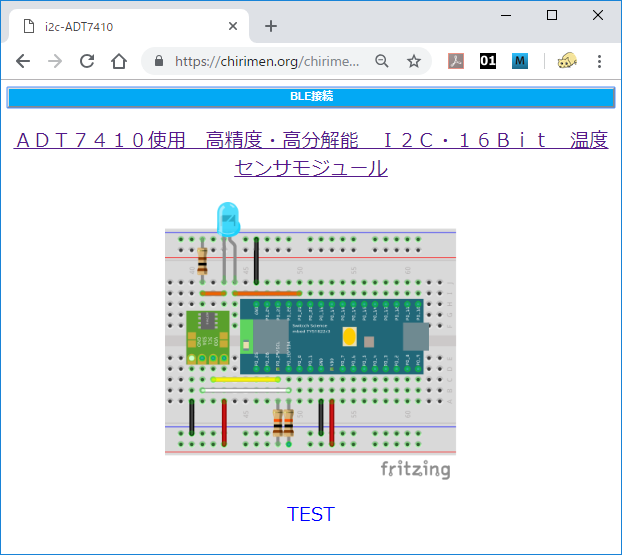 i2c-ADT7410
https://chirimen.org/chirime...
01
M
BLE接続
ＡＤＴ７４１０使用　高精度・高分解能　Ｉ２Ｃ・１６Ｂｉｔ　温度
センサモジュール
Switch Science
fritzing
TEST